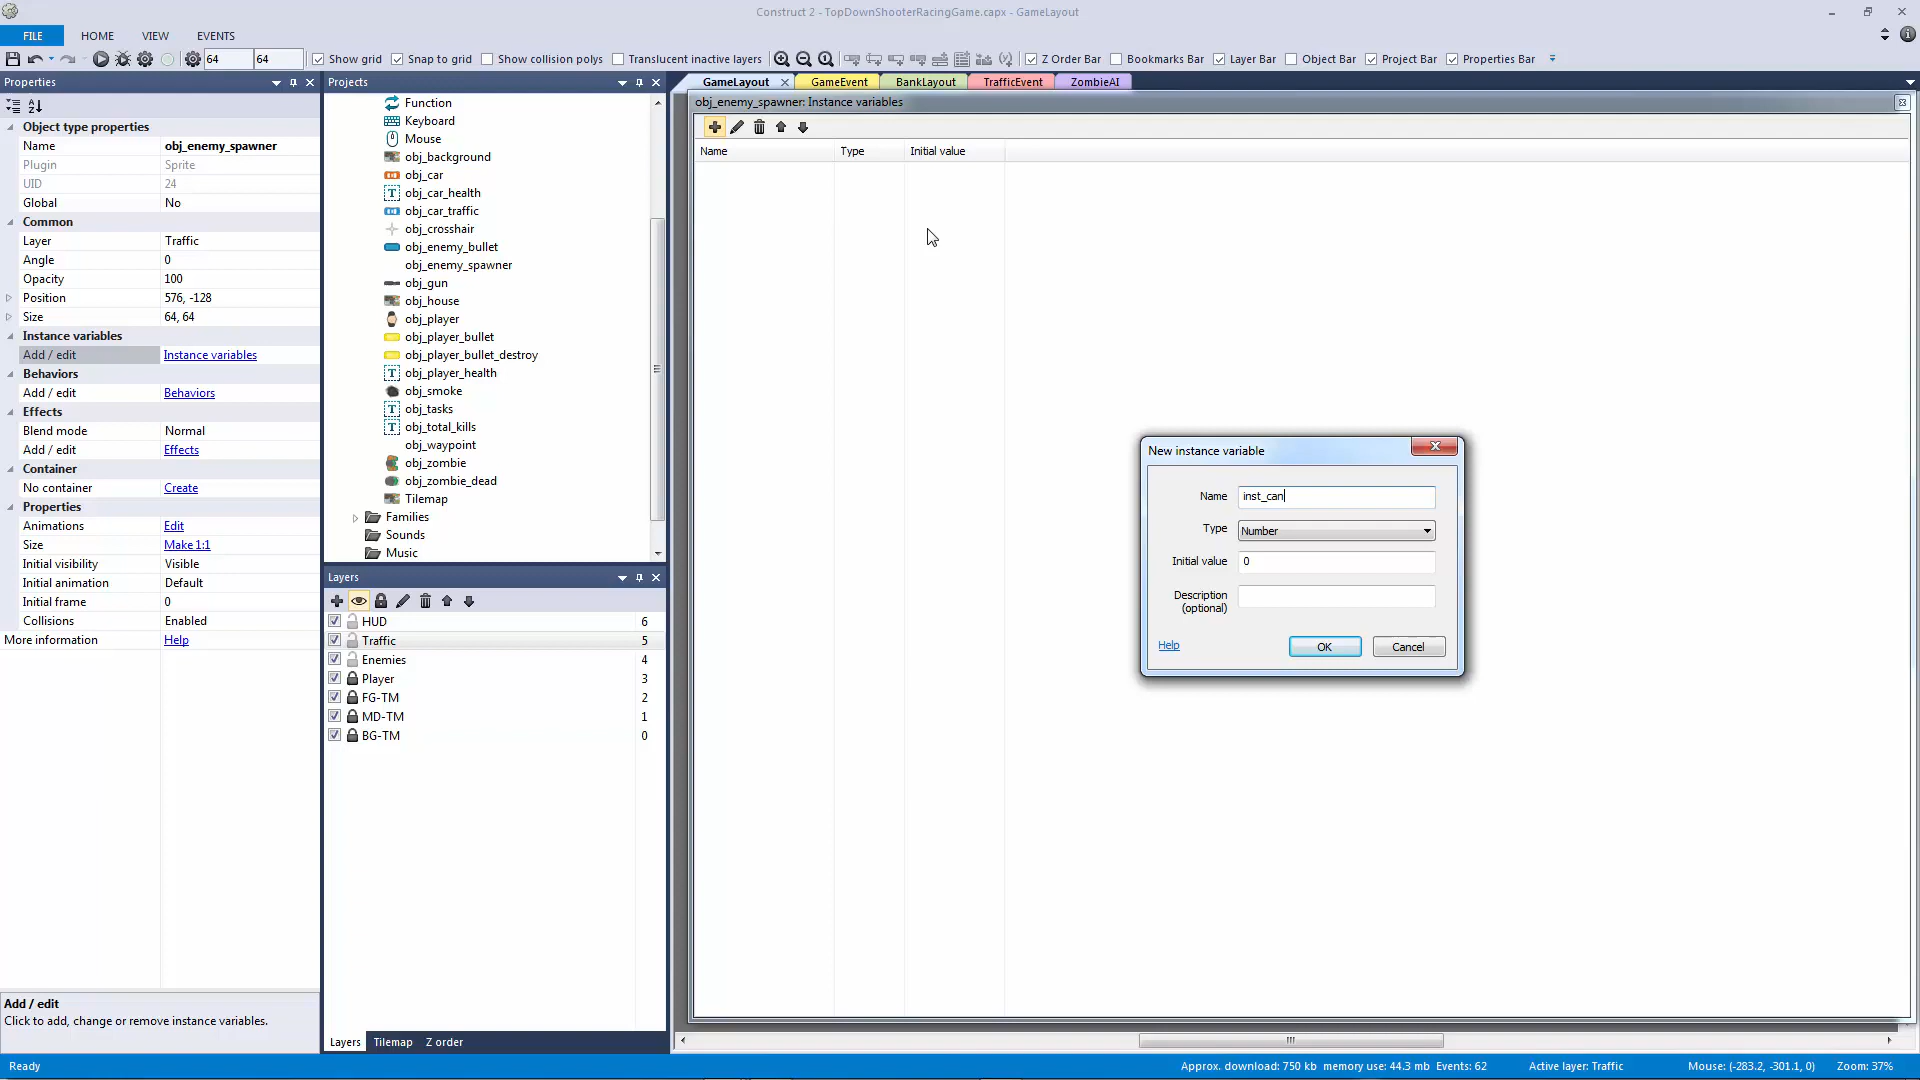 Construct 2 - TopDownShooterRacingGame.capx - GameLayout
FILE HOME VIEW EVENTS
64 64 Show grid Snap to grid Show collision polys Translucent inactive layers Z Order Bar Bookmarks Bar Layer Bar Object Bar Project Bar Properties Bar
Properties
Object type properties
Name obj_enemy_spawner
Plugin Sprite
UID 24
Global No
Common
Layer Traffic
Angle 0
Opacity 100
Position 576, -128
Size 64, 64
Instance variables
Add / edit Instance variables
Behaviors
Add / edit Behaviors
Effects
Blend mode Normal
Add / edit Effects
Container
No container Create
Properties
Animations Edit
Size Make 1:1
Initial visibility Visible
Initial animation Default
Initial frame 0
Collisions Enabled
More information Help
Add / edit
Click to add, change or remove instance variables.
Projects
Function
Keyboard
Mouse
obj_background
obj_car
obj_car_health
obj_car_traffic
obj_crosshair
obj_enemy_bullet
obj_enemy_spawner
obj_gun
obj_house
obj_player
obj_player_bullet
obj_player_bullet_destroy
obj_player_health
obj_smoke
obj_tasks
obj_total_kills
obj_waypoint
obj_zombie
obj_zombie_dead
Tilemap
Families
Sounds
Music
Layers
HUD 6
Traffic 5
Enemies 4
Player 3
FG-TM 2
MD-TM 1
BG-TM 0
Layers Tilemap Z order
GameLayout GameEvent BankLayout TrafficEvent ZombieAI
obj_enemy_spawner: Instance variables
Name Type Initial value
New instance variable
Name inst_can
Type Number
Initial value 0
Description
(optional)
Help OK Cancel
Ready Approx. download: 750 kb memory use: 44.3 mb Events: 62 Active layer: Traffic Mouse: (-283.2, -301.1, 0) Zoom: 37%